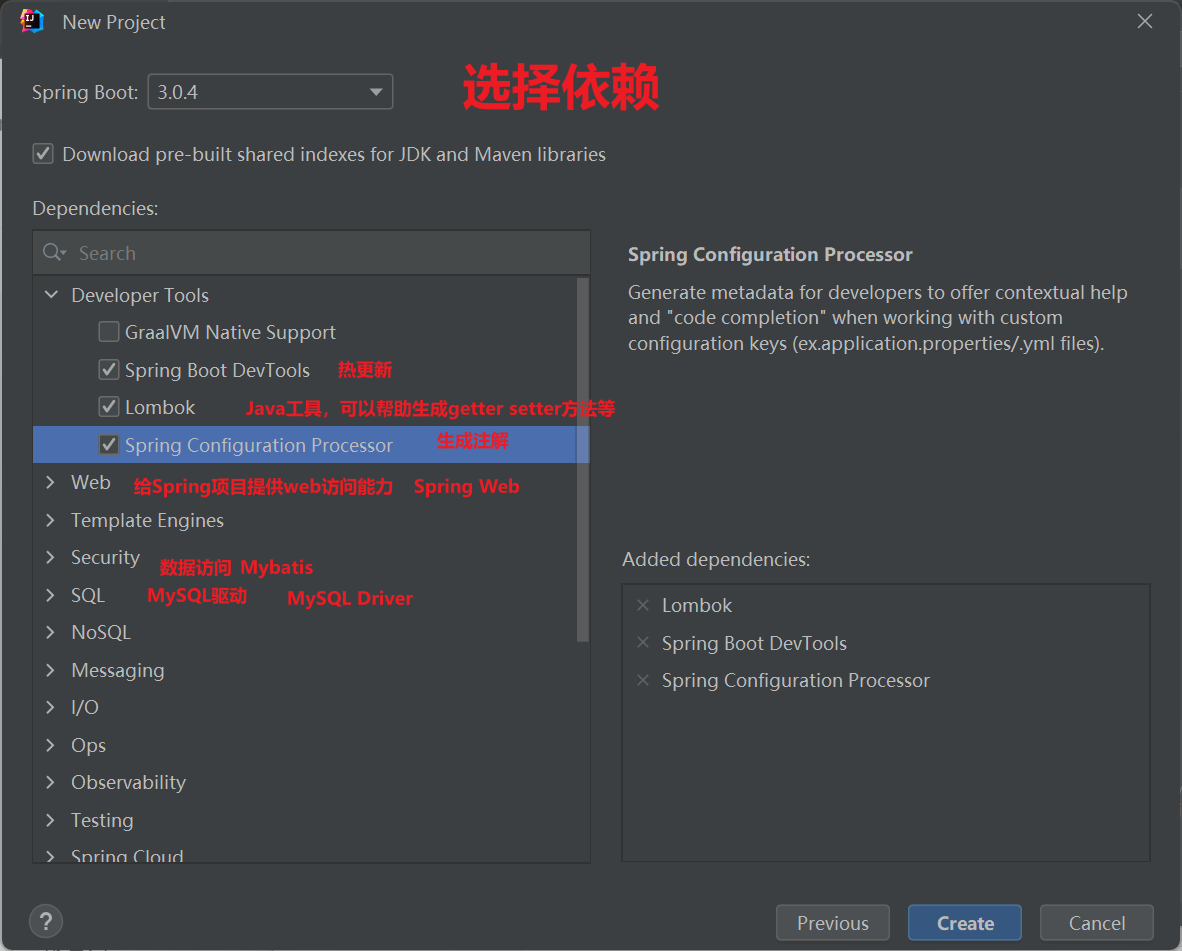 New Project
Spring Boot: 3.0.4
选择依赖
Download pre-built shared indexes for JDK and Maven libraries
Dependencies:
Search
Developer Tools
GraalVM Native Support
Spring Boot DevTools 热更新
Lombok Java工具，可以帮助生成getter setter方法等
Spring Configuration Processor 生成注解
Web 给Spring项目提供web访问能力 Spring Web
Template Engines
Security 数据访问 Mybatis
SQL MySQL驱动 MySQL Driver
NoSQL
Messaging
I/O
Ops
Observability
Testing
Spring Cloud
Spring Configuration Processor
Generate metadata for developers to offer contextual help
and "code completion" when working with custom
configuration keys (ex.application.properties/.yml files).
Added dependencies:
Lombok
Spring Boot DevTools
Spring Configuration Processor
?
Previous
Create
Cancel